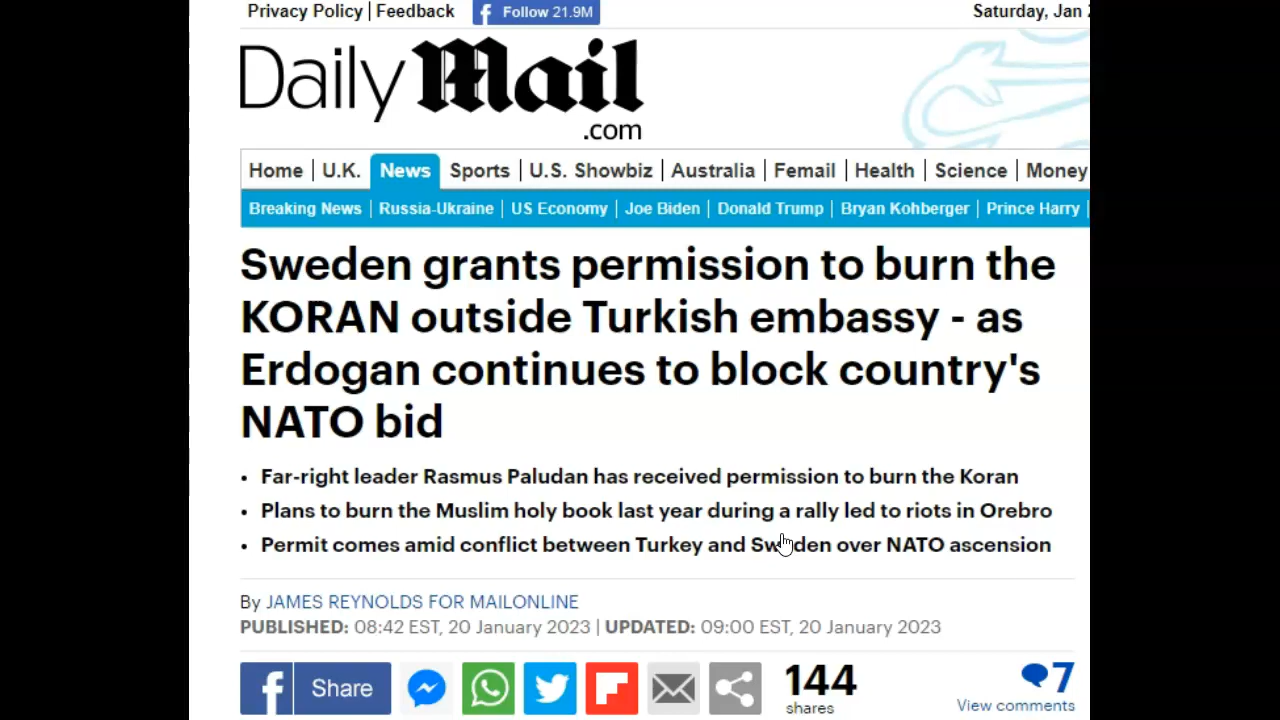 Privacy Policy | Feedback
Follow 21.9M
Saturday, Jan
Daily Mail
.com
Home | U.K. News Sports | U.S. Showbiz | Australia | Femail | Health | Science | Money
Breaking News | Russia-Ukraine | US Economy | Joe Biden | Donald Trump | Bryan Kohberger | Prince Harry
Sweden grants permission to burn the
KORAN outside Turkish embassy - as
Erdogan continues to block country's
NATO bid
• Far-right leader Rasmus Paludan has received permission to burn the Koran
• Plans to burn the Muslim holy book last year during a rally led to riots in Orebro
• Permit comes amid conflict between Turkey and Sweden over NATO ascension
By JAMES REYNOLDS FOR MAILONLINE
PUBLISHED: 08:42 EST, 20 January 2023 | UPDATED: 09:00 EST, 20 January 2023
Share
144
shares
7
View comments